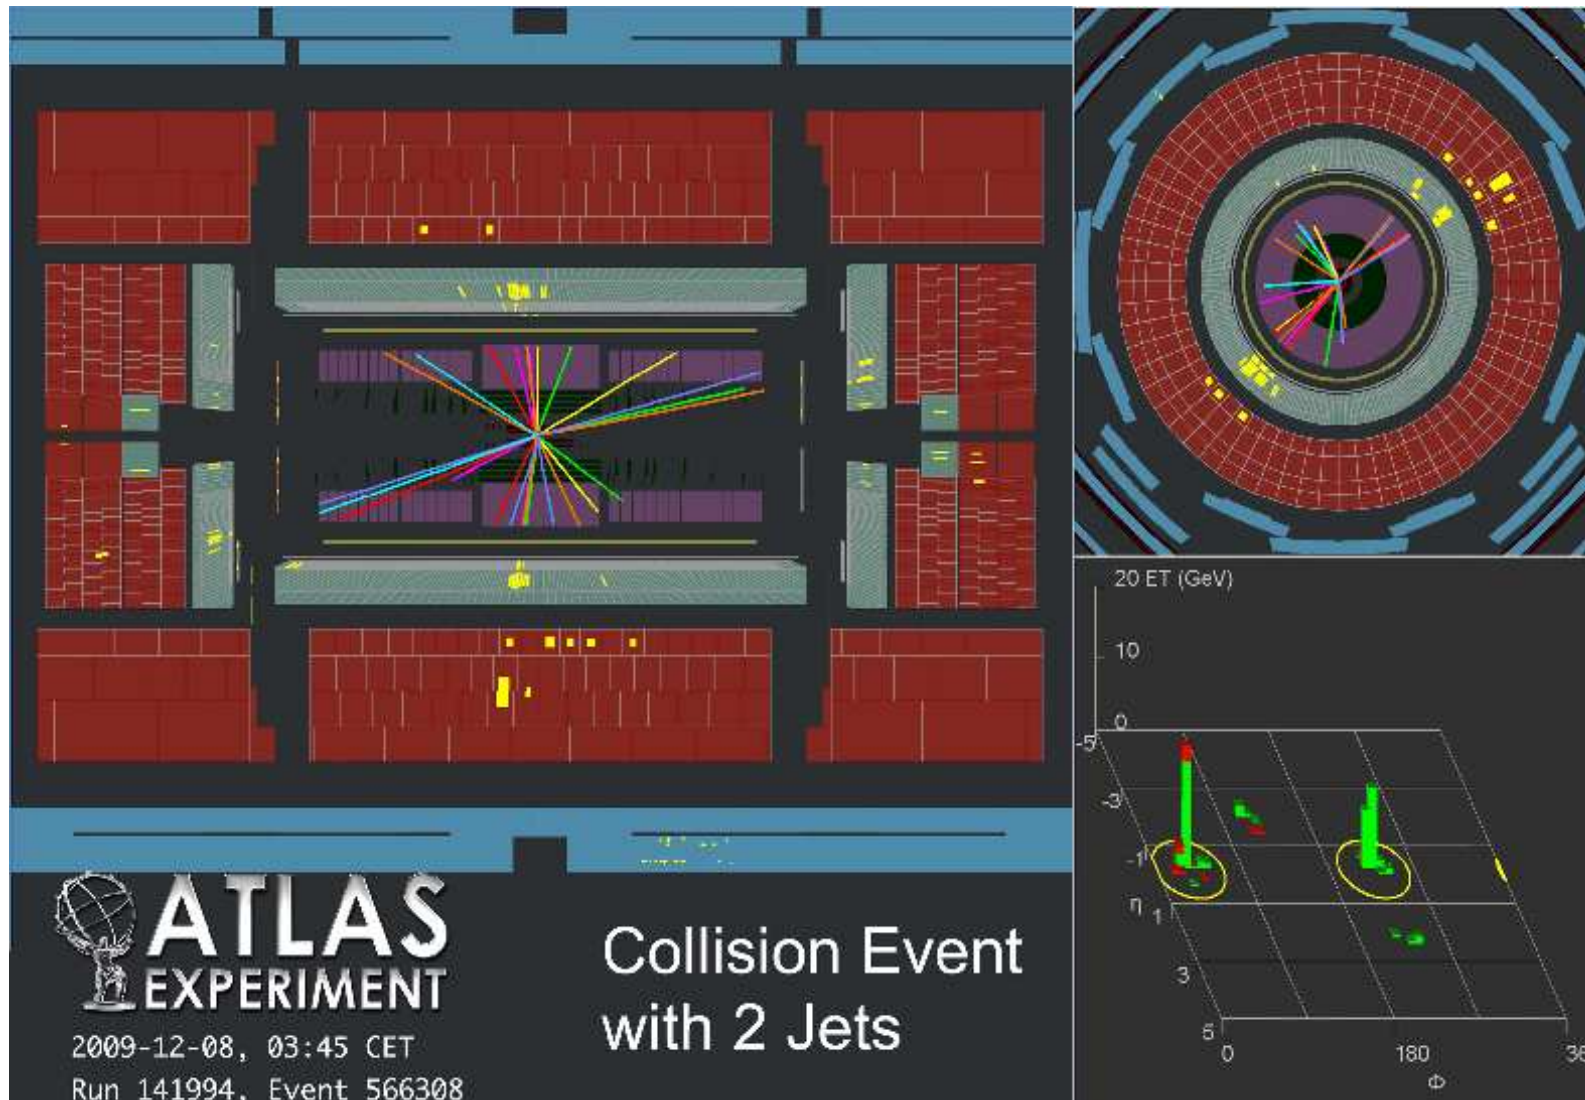 20 ET (GeV)
10
0
-5
-3
-1
η
1
3
5
0
180
36
Φ
ATLAS
EXPERIMENT
2009-12-08, 03:45 CET
Run 141994, Event 566308
Collision Event
with 2 Jets